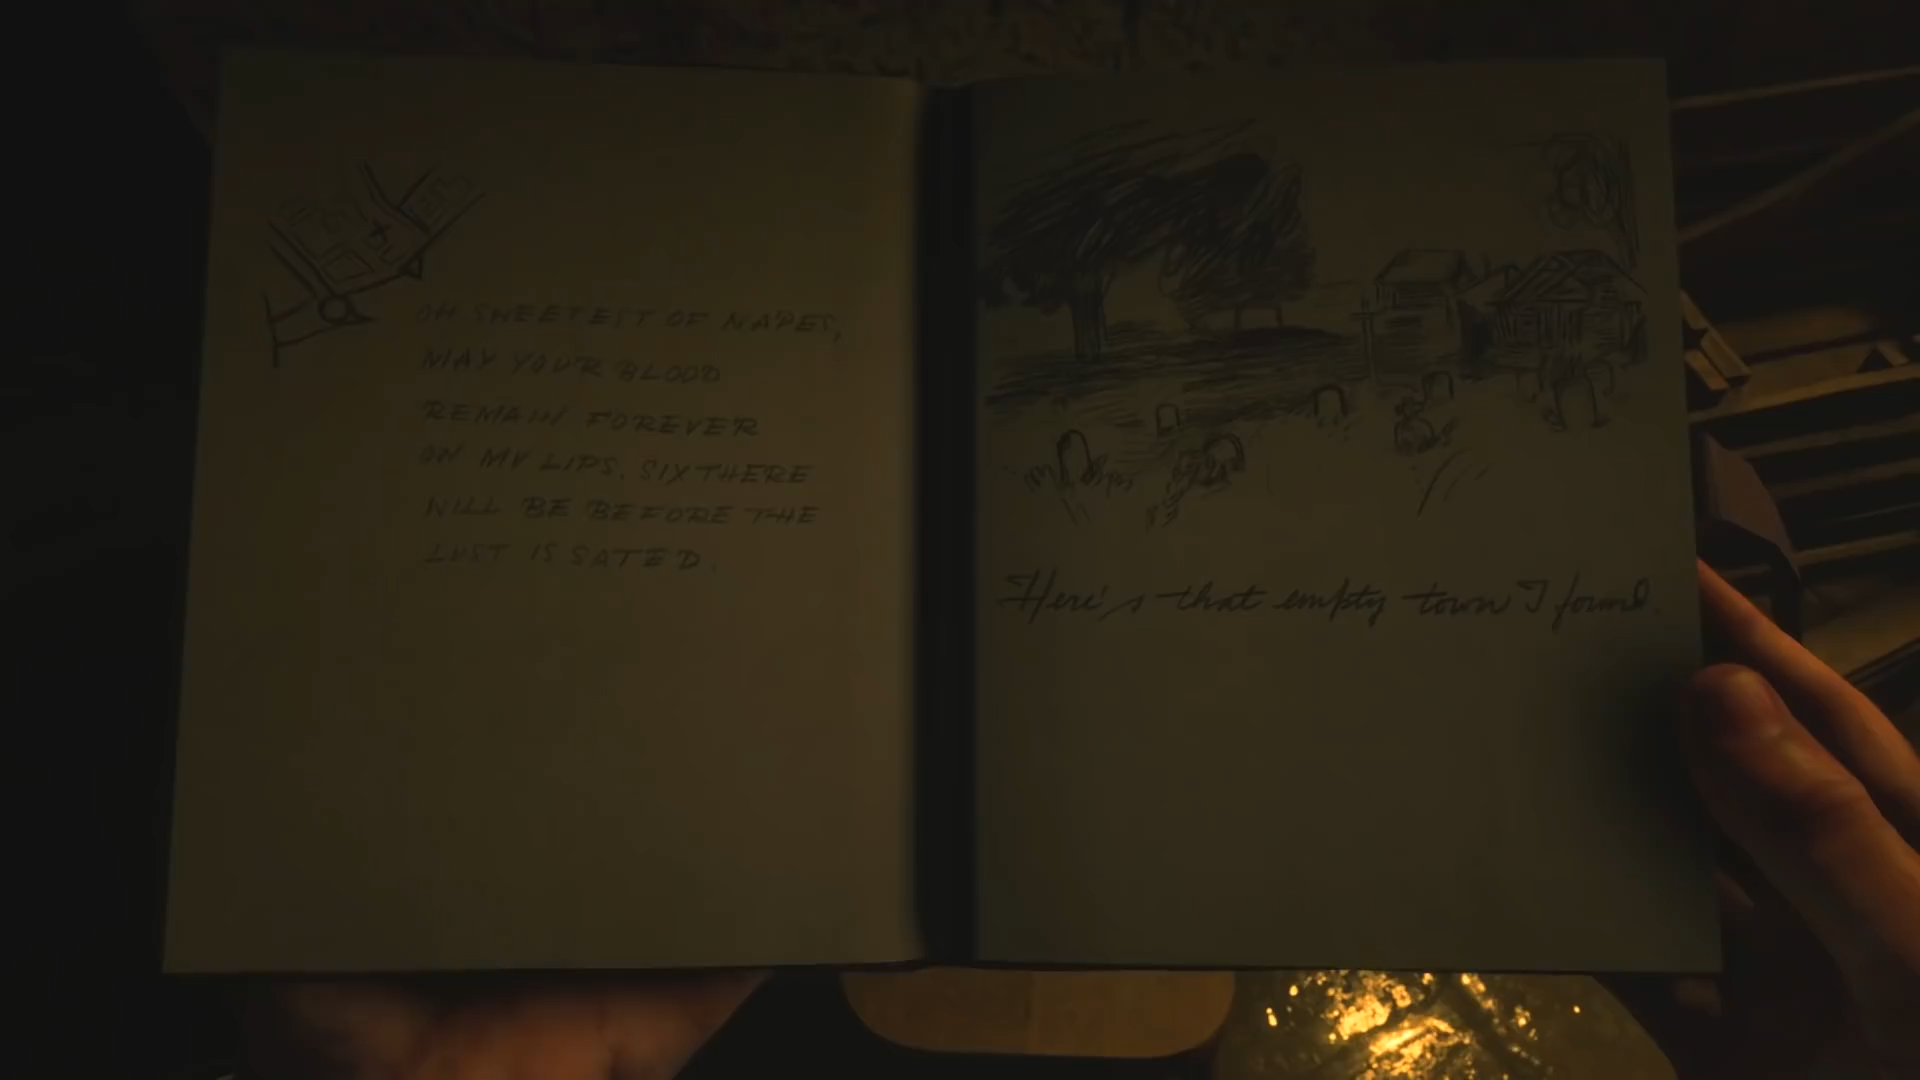 OH SWEETEST OF NAPES,
MAY YOUR BLOOD
REMAIN FOREVER
ON MY LIPS. SIX THERE
WILL BE BEFORE THE
LUST IS SATED.
Here's that empty town I found.